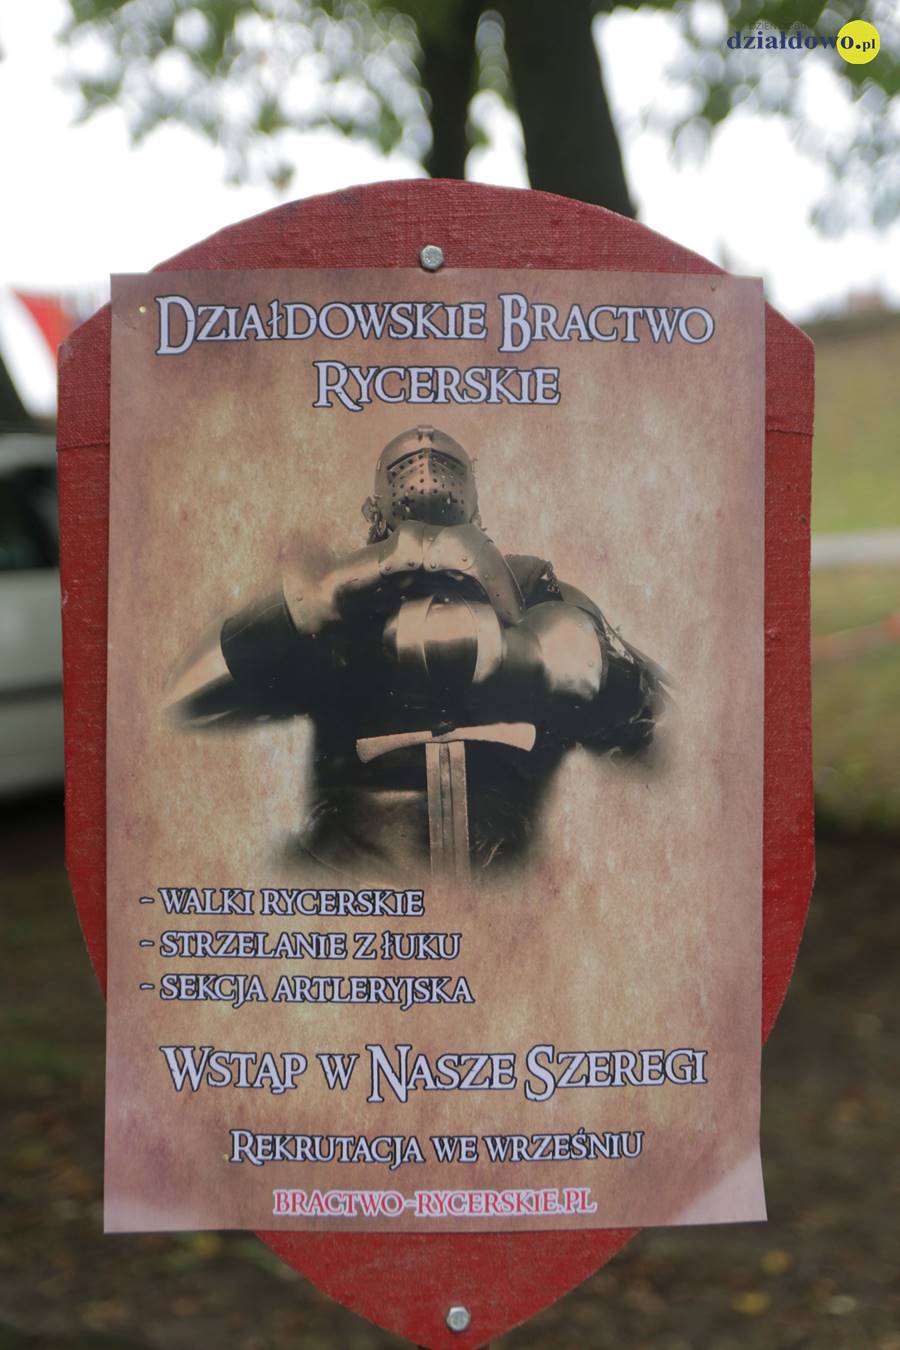 działdowo.pl
Działdowskie Bractwo
Rycerskie
- walki rycerskie
- strzelanie z łuku
- sekcja artleryjska
Wstąp w Nasze Szeregi
Rekrutacja we wrześniu
bractwo-rycerskie.pl